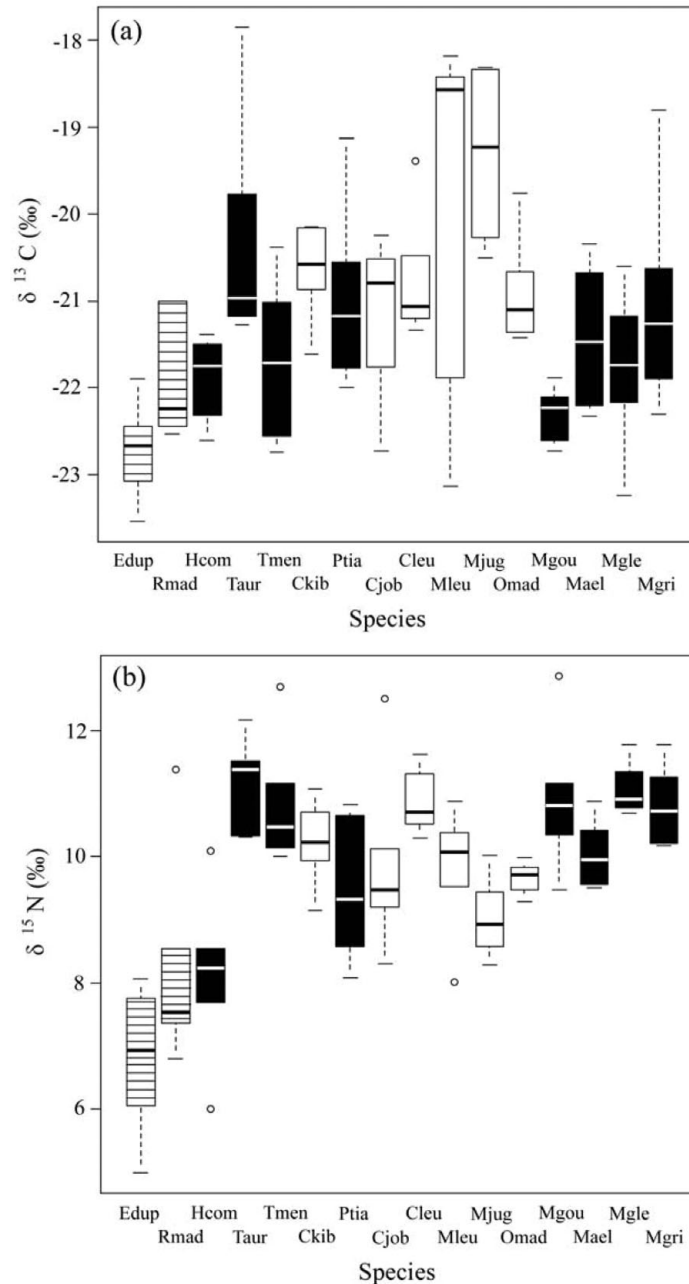 (a)
-18
-19
-20
-21
-22
-23
δ 13 C (‰)
Edup Hcom Tmen Ptia Cleu Mjug Mgou Mgle
Rmad Taur Ckib Cjob Mleu Omad Mael Mgri
Species
(b)
12
10
8
6
δ 15 N (‰)
Edup Hcom Tmen Ptia Cleu Mjug Mgou Mgle
Rmad Taur Ckib Cjob Mleu Omad Mael Mgri
Species